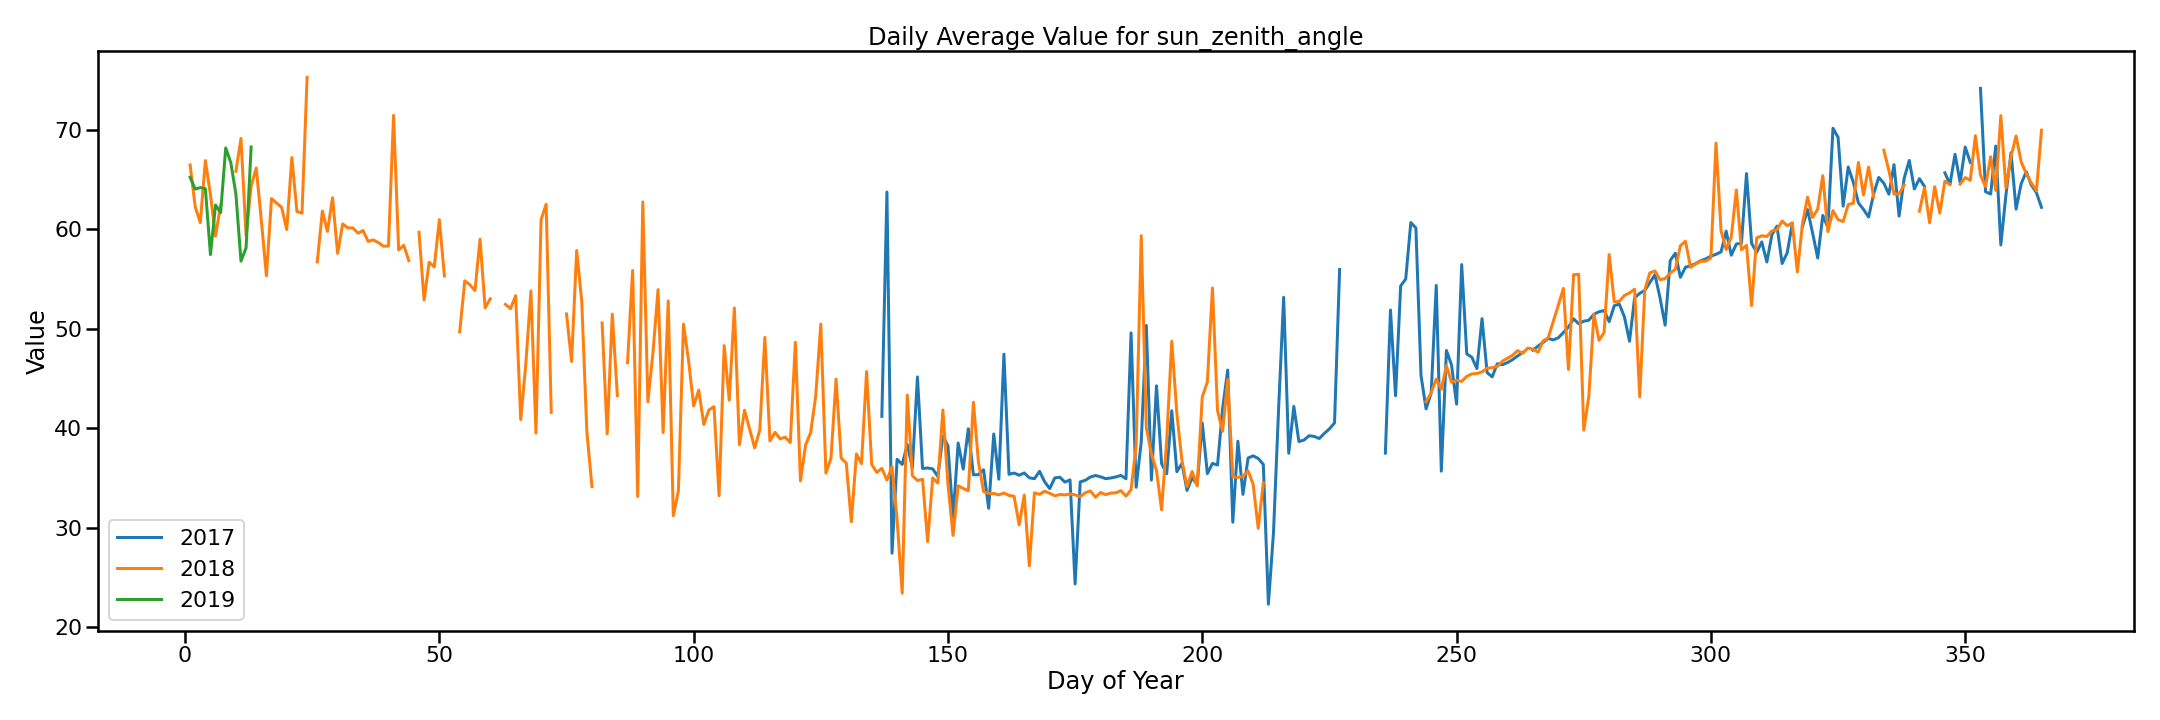 Daily Average Value for sun_zenith_angle
Value
70
60
50
40
30
20
2017
2018
2019
0 50 100 150 200 250 300 350
Day of Year